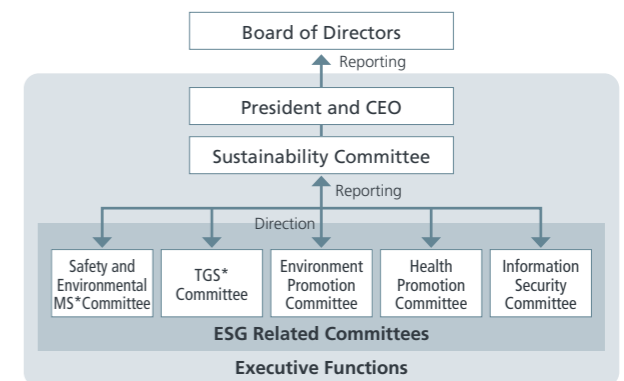 Board of Directors
Reporting
President and CEO
Sustainability Committee
Reporting
Direction
Safety and
Environmental
MS*Committee
TGS*
Committee
Environment
Promotion
Committee
Health
Promotion
Committee
Information
Security
Committee
ESG Related Committees
Executive Functions